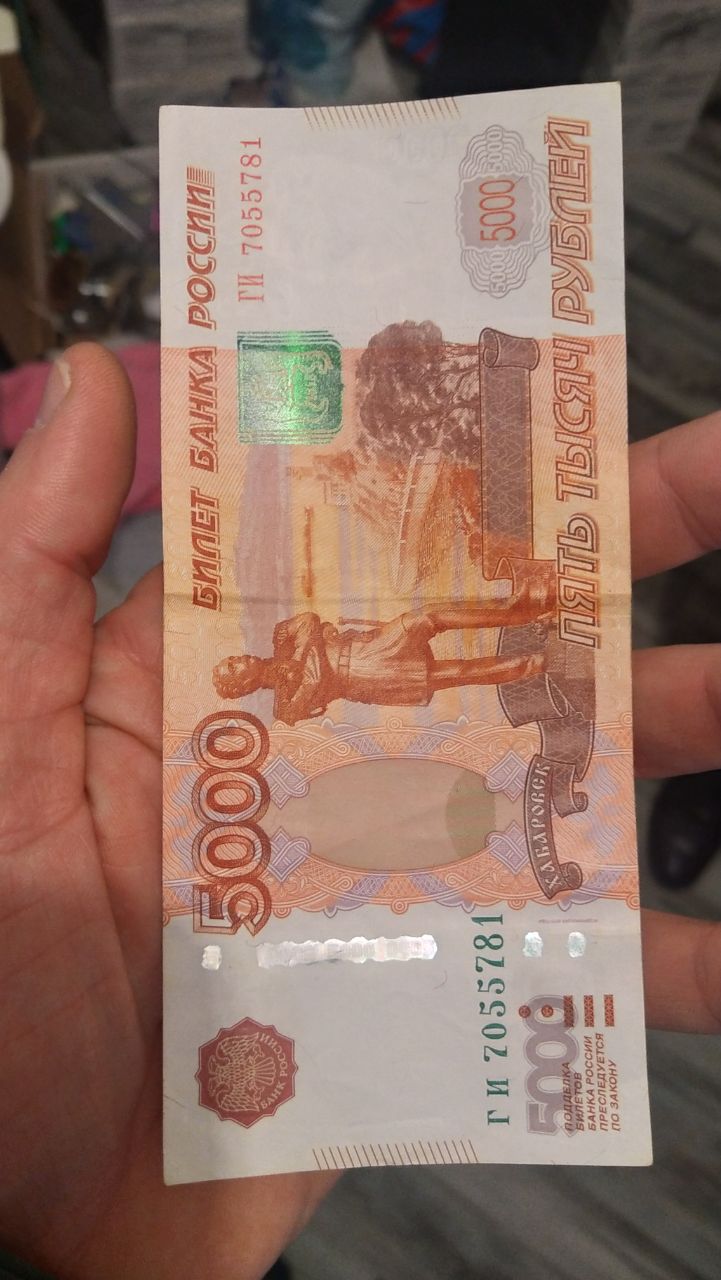 5000
БИЛЕТ БАНКА РОССИИ
БАНК РОССИИ
ГИ 7055781
ГИ 7055781
5000
ПОДДЕЛКА
БИЛЕТОВ
БАНКА РОССИИ
ПРЕСЛЕДУЕТСЯ
ПО ЗАКОНУ
ХАБАРОВСК
5000 5000 5000
ПЯТЬ ТЫСЯЧ РУБЛЕЙ